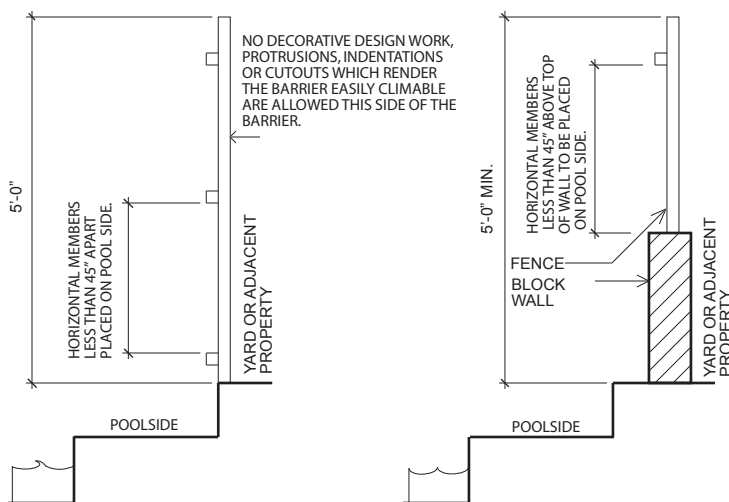 NO DECORATIVE DESIGN WORK,
PROTRUSIONS, INDENTATIONS
OR CUTOUTS WHICH RENDER
THE BARRIER EASILY CLIMABLE
ARE ALLOWED THIS SIDE OF THE
BARRIER.
5'-0"
HORIZONTAL MEMBERS
LESS THAN 45" APART
PLACED ON POOL SIDE.
YARD OR ADJACENT
PROPERTY
POOLSIDE
5'-0" MIN.
HORIZONTAL MEMBERS
LESS THAN 45" ABOVE TOP
OF WALL TO BE PLACED
ON POOL SIDE.
FENCE
BLOCK
WALL
YARD OR ADJACENT
PROPERTY
POOLSIDE